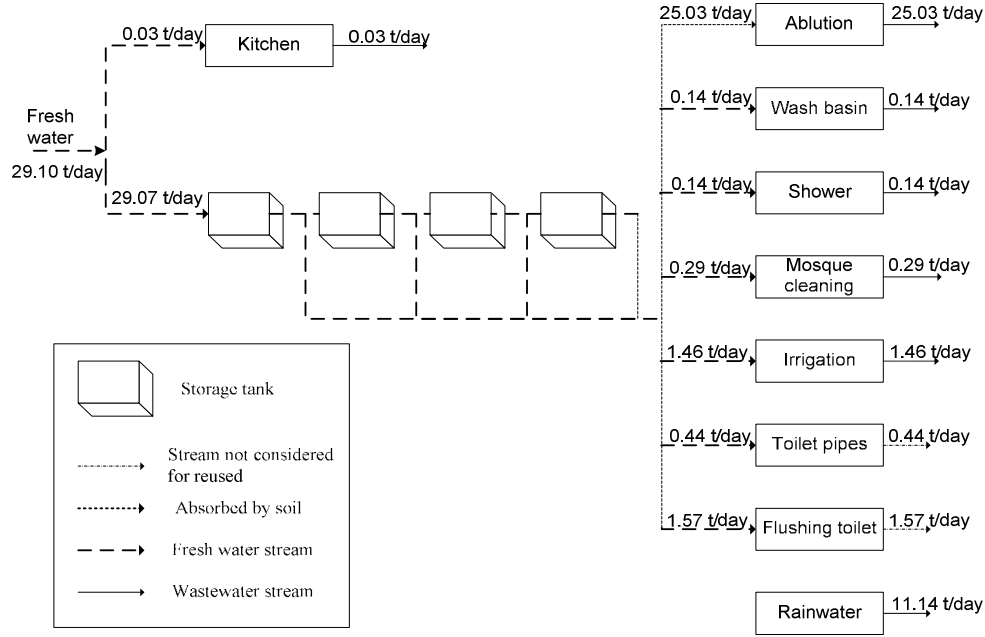 0.03 t/day
Kitchen
0.03 t/day
Fresh
water
29.10 t/day
29.07 t/day
25.03 t/day
Ablution
25.03 t/day
0.14 t/day
Wash basin
0.14 t/day
0.14 t/day
Shower
0.14 t/day
0.29 t/day
Mosque
cleaning
0.29 t/day
1.46 t/day
Irrigation
1.46 t/day
0.44 t/day
Toilet pipes
0.44 t/day
1.57 t/day
Flushing toilet
1.57 t/day
Rainwater
11.14 t/day
Storage tank
Stream not considered
for reused
Absorbed by soil
Fresh water stream
Wastewater stream